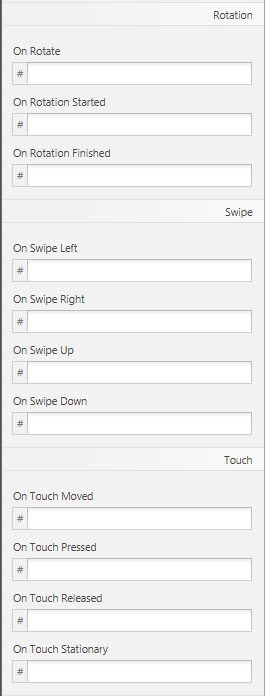 Rotation
On Rotate
#
On Rotation Started
#
On Rotation Finished
#
Swipe
On Swipe Left
#
On Swipe Right
#
On Swipe Up
#
On Swipe Down
#
Touch
On Touch Moved
#
On Touch Pressed
#
On Touch Released
#
On Touch Stationary
#